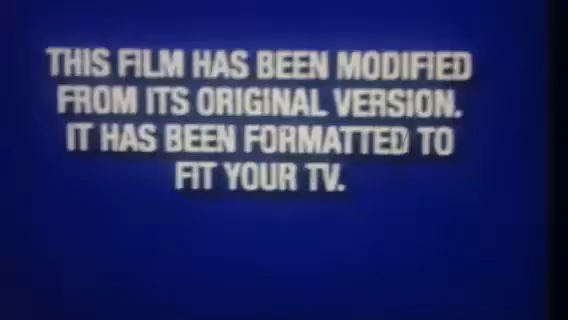 THIS FILM HAS BEEN MODIFIED
FROM ITS ORIGINAL VERSION.
IT HAS BEEN FORMATTED TO
FIT YOUR TV.